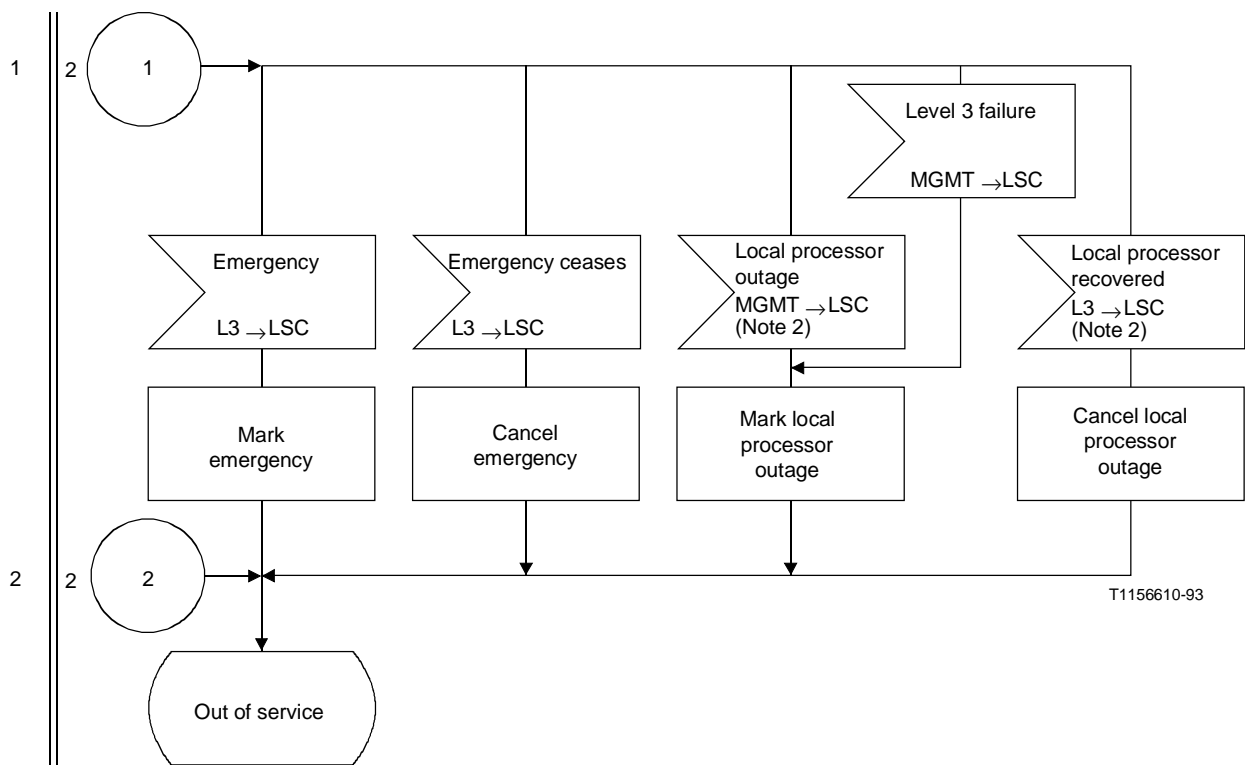 1
2
1
Level 3 failure
MGMT →LSC
Emergency
L3 →LSC
Emergency ceases
L3 →LSC
Local processor
outage
MGMT →LSC
(Note 2)
Local processor
recovered
L3 →LSC
(Note 2)
Mark
emergency
Cancel
emergency
Mark local
processor
outage
Cancel local
processor
outage
2
2
2
T1156610-93
Out of service